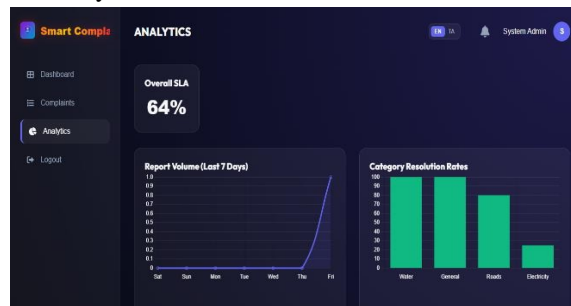 Smart Compla
ANALYTICS
EN TA
System Admin
S
Dashboard
Complaints
Analytics
Logout
Overall SLA
64%
Report Volume (Last 7 Days)
1.0
0.9
0.8
0.7
0.6
0.5
0.4
0.3
0.2
0.1
0
Sat Sun Mon Tue Wed Thu Fri
Category Resolution Rates
100
90
80
70
60
50
40
30
20
10
0
Water General Roads Electricity